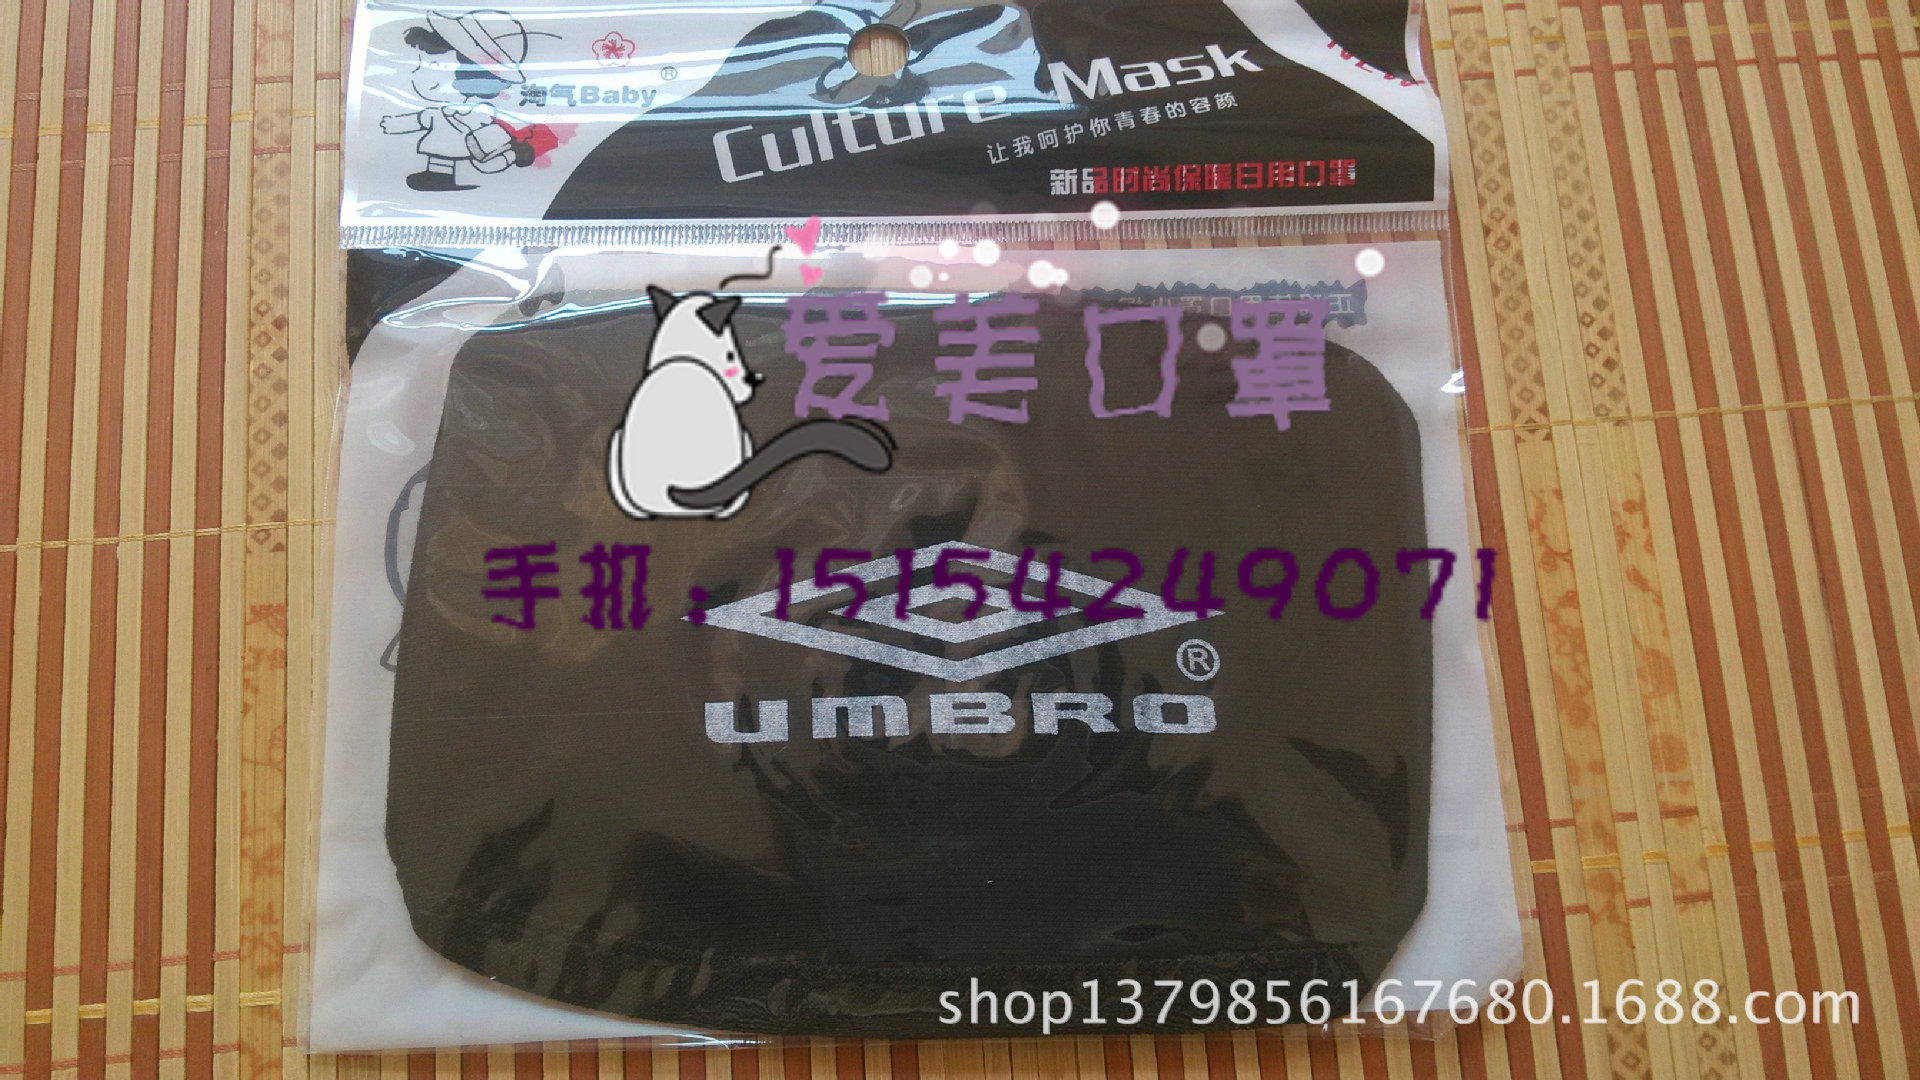 淘气Baby®
Culture Mask
NEW
让我呵护你青春的容颜
新品时尚保暖日用口罩
爱美口罩
手机：15154249071
®
UMBRO
shop1379856167680.1688.com